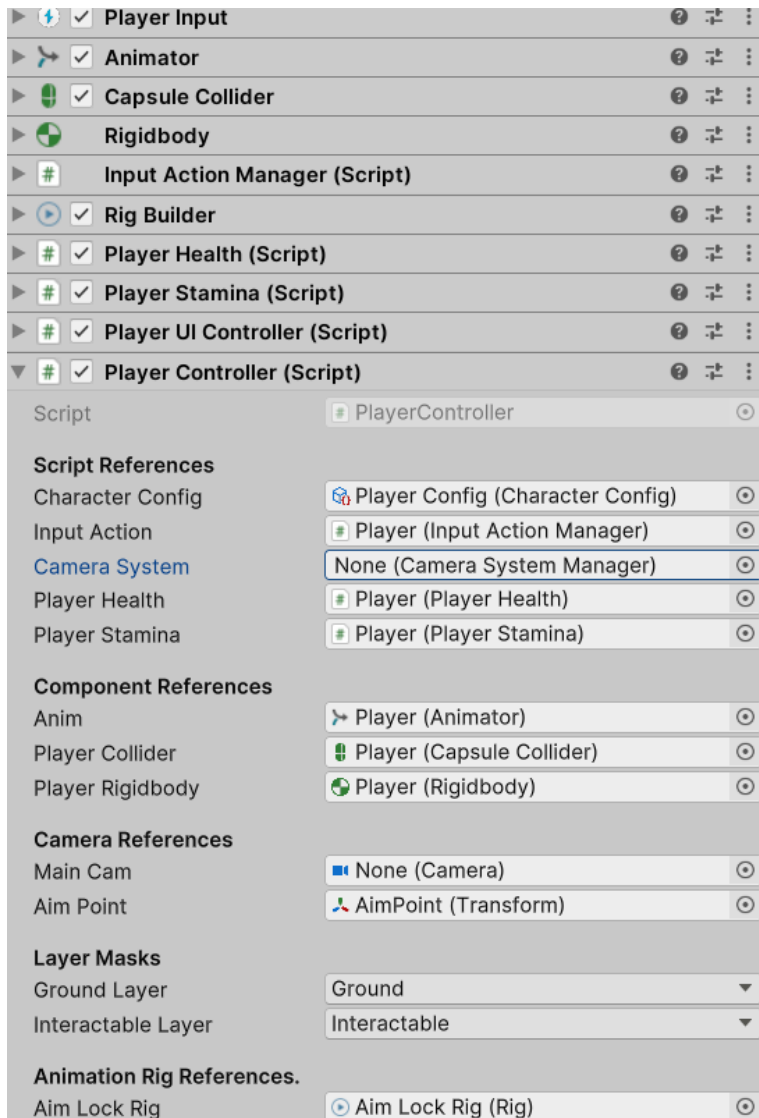 Player Input
Animator
Capsule Collider
Rigidbody
Input Action Manager (Script)
Rig Builder
Player Health (Script)
Player Stamina (Script)
Player UI Controller (Script)
Player Controller (Script)
Script PlayerController
Script References
Character Config Player Config (Character Config)
Input Action Player (Input Action Manager)
Camera System None (Camera System Manager)
Player Health Player (Player Health)
Player Stamina Player (Player Stamina)
Component References
Anim Player (Animator)
Player Collider Player (Capsule Collider)
Player Rigidbody Player (Rigidbody)
Camera References
Main Cam None (Camera)
Aim Point AimPoint (Transform)
Layer Masks
Ground Layer Ground
Interactable Layer Interactable
Animation Rig References.
Aim Lock Rig Aim Lock Rig (Rig)